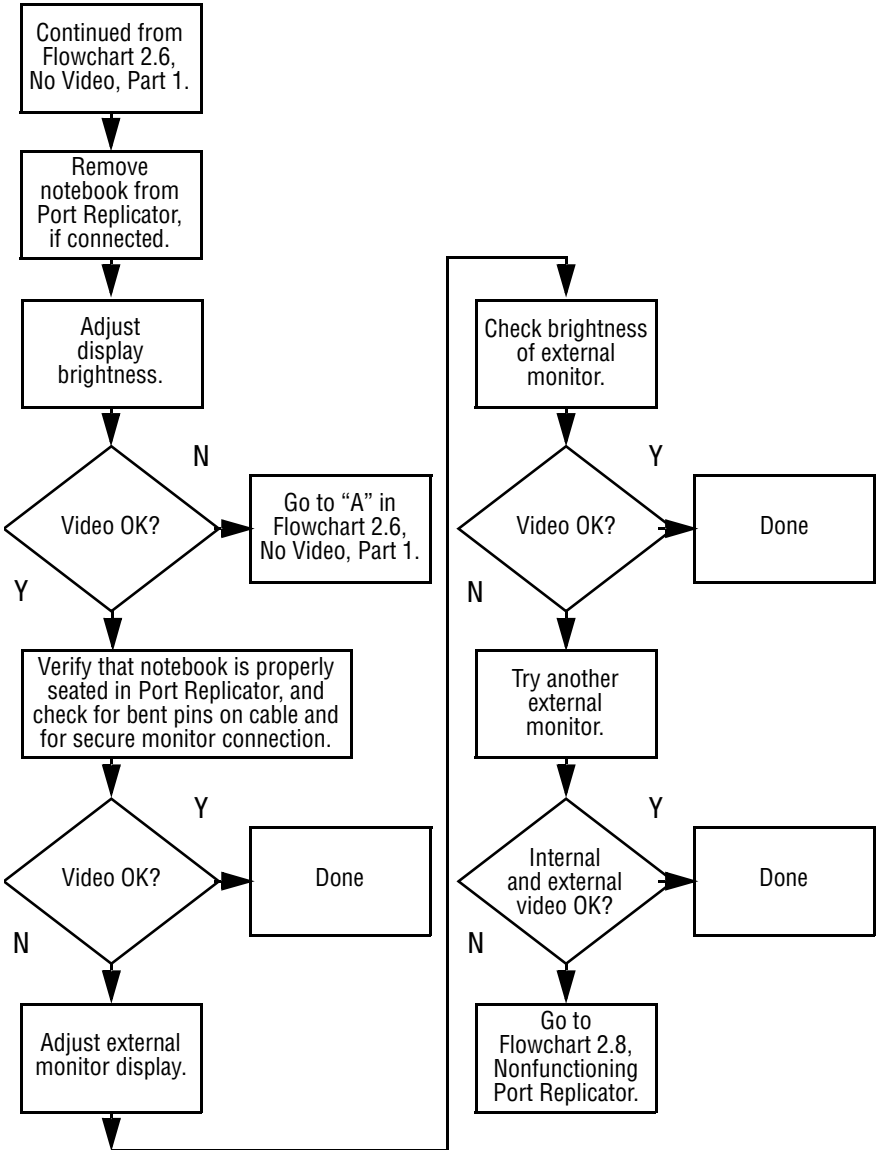 Continued from
Flowchart 2.6,
No Video, Part 1.
Remove
notebook from
Port Replicator,
if connected.
Adjust
display
brightness.
Video OK?
N
Go to “A” in
Flowchart 2.6,
No Video, Part 1.
Y
Verify that notebook is properly
seated in Port Replicator, and
check for bent pins on cable and
for secure monitor connection.
Video OK?
Y
Done
N
Adjust external
monitor display.
Check brightness
of external
monitor.
Video OK?
Y
Done
N
Try another
external
monitor.
Internal
and external
video OK?
Y
Done
N
Go to
Flowchart 2.8,
Nonfunctioning
Port Replicator.